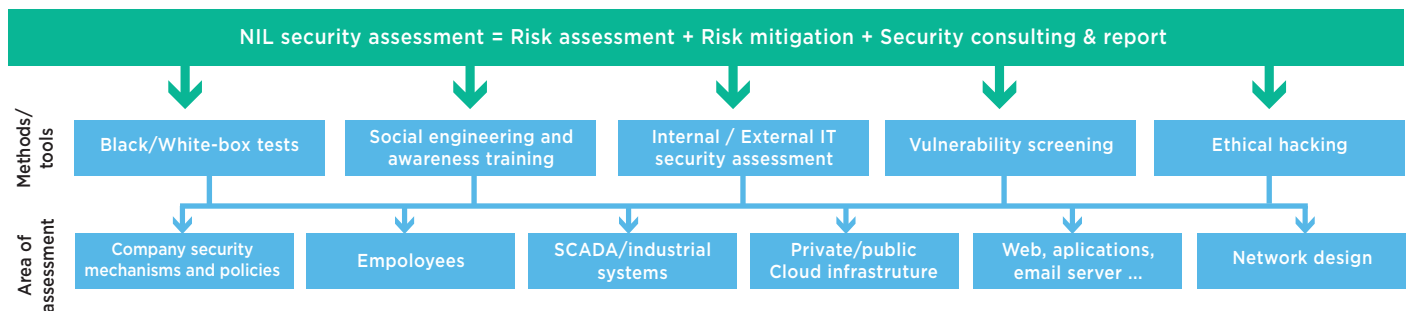 NIL security assessment = Risk assessment + Risk mitigation + Security consulting & report
Methods/
tools
Black/White-box tests
Social engineering and
awareness training
Internal / External IT
security assessment
Vulnerability screening
Ethical hacking
Area of
assessment
Company security
mechanisms and policies
Empoloyees
SCADA/industrial
systems
Private/public
Cloud infrastruture
Web, aplications,
email server ...
Network design